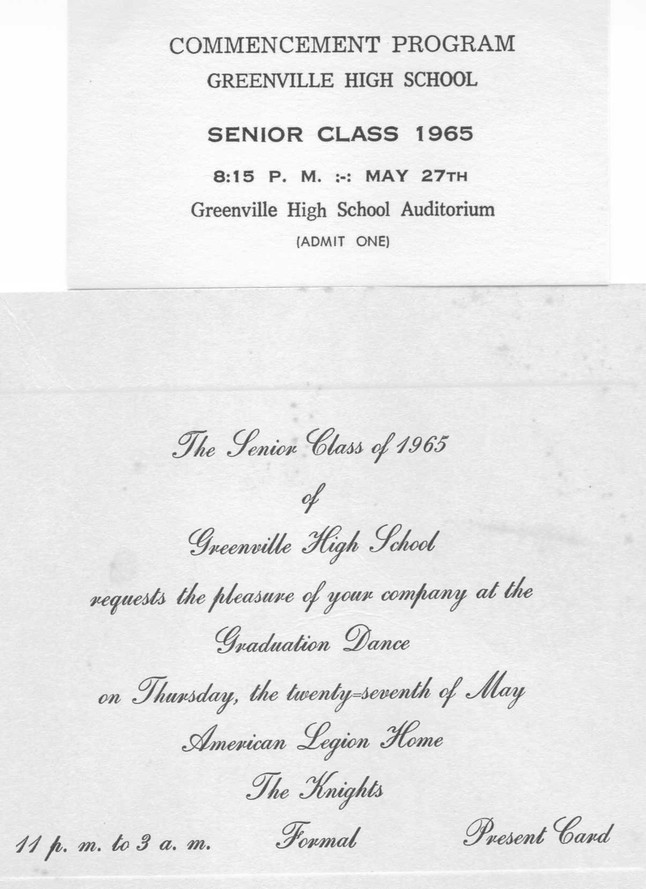 COMMENCEMENT PROGRAM
GREENVILLE HIGH SCHOOL
SENIOR CLASS 1965
8:15 P. M. :-: MAY 27TH
Greenville High School Auditorium
(ADMIT ONE)
The Senior Class of 1965
of
Greenville High School
requests the pleasure of your company at the
Graduation Dance
on Thursday, the twenty=seventh of May
American Legion Home
The Knights
11 p. m. to 3 a. m. Formal Present Card